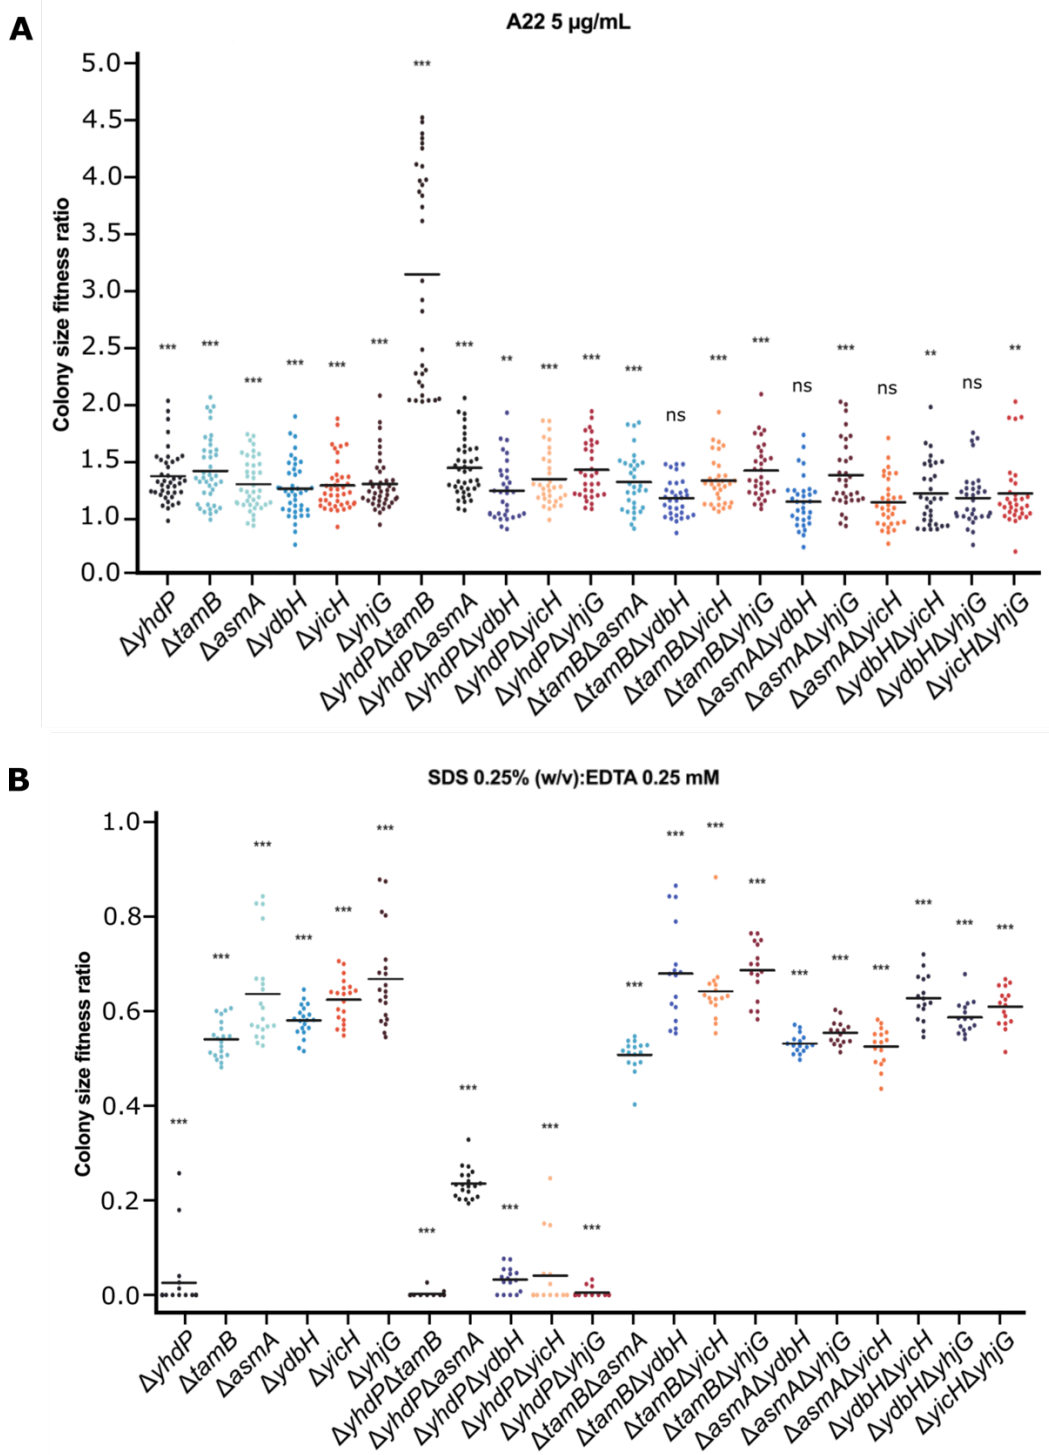 A
A22 5 µg/mL
Colony size fitness ratio
5.0
4.5
4.0
3.5
3.0
2.5
2.0
1.5
1.0
0.0
*** *** *** *** *** *** *** *** ** *** *** *** ns *** *** ns *** ns ** ns **
ΔyhdP
ΔtamB
ΔasmA
ΔydbH
ΔyicH
ΔyhjG
ΔyhdPΔtamB
ΔyhdPΔasmA
ΔyhdPΔydbH
ΔyhdPΔyicH
ΔyhdPΔyhjG
ΔtamBΔasmA
ΔtamBΔydbH
ΔtamBΔyicH
ΔtamBΔyhjG
ΔasmAΔydbH
ΔasmAΔyhjG
ΔasmAΔyicH
ΔydbHΔyicH
ΔydbHΔyhjG
ΔyicHΔyhjG
B
SDS 0.25% (w/v):EDTA 0.25 mM
Colony size fitness ratio
1.0
0.8
0.6
0.4
0.2
0.0
*** *** *** *** *** *** *** *** *** *** *** *** *** *** *** *** *** *** *** *** ***
ΔyhdP
ΔtamB
ΔasmA
ΔydbH
ΔyicH
ΔyhjG
ΔyhdPΔtamB
ΔyhdPΔasmA
ΔyhdPΔydbH
ΔyhdPΔyicH
ΔyhdPΔyhjG
ΔtamBΔasmA
ΔtamBΔydbH
ΔtamBΔyicH
ΔtamBΔyhjG
ΔasmAΔydbH
ΔasmAΔyhjG
ΔasmAΔyicH
ΔydbHΔyicH
ΔydbHΔyhjG
ΔyicHΔyhjG